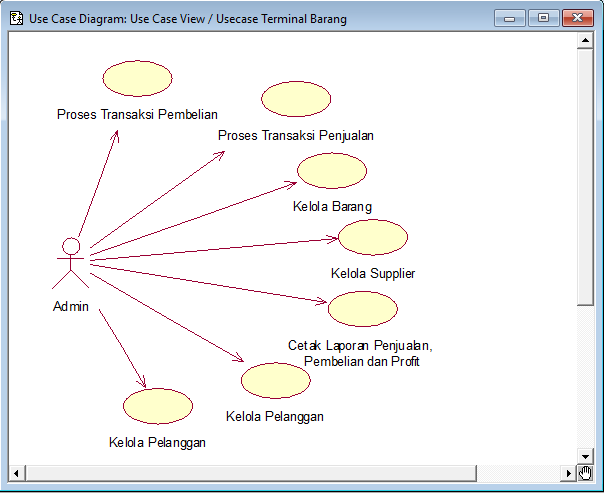 Use Case Diagram: Use Case View / Usecase Terminal Barang
Proses Transaksi Pembelian
Proses Transaksi Penjualan
Kelola Barang
Kelola Supplier
Admin
Cetak Laporan Penjualan,
Pembelian dan Profit
Kelola Pelanggan
Kelola Pelanggan